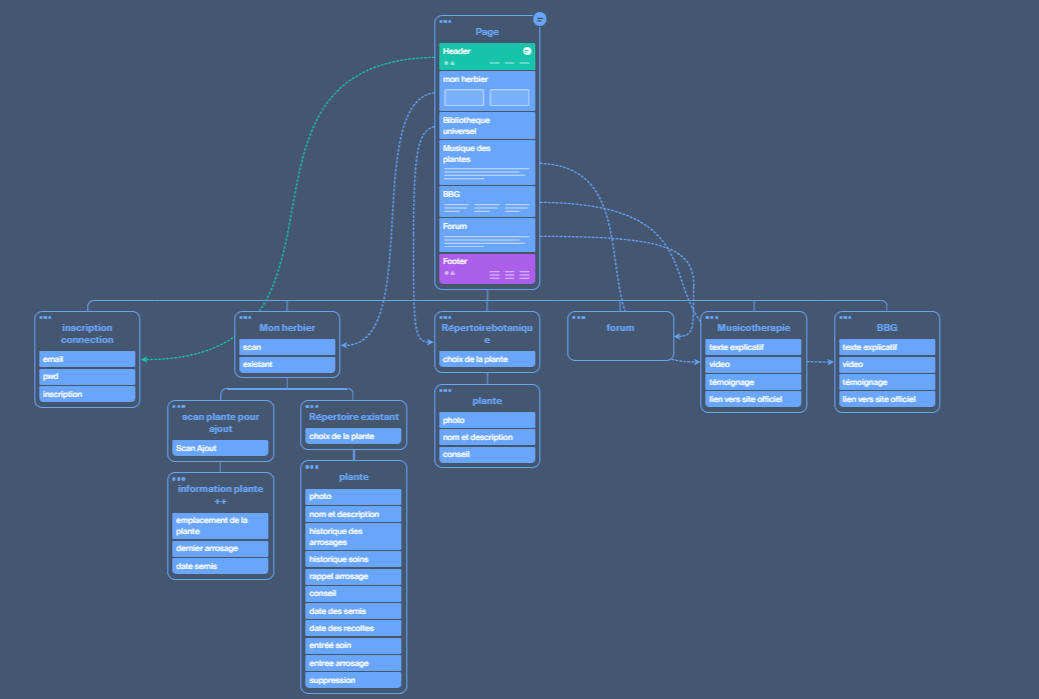 Page
Header
mon herbier
Bibliotheque
universel
Musique des
plantes
BBG
Forum
Footer
inscription
connection
email
pwd
inscription
Mon herbier
scan
existant
Répertoirebotaniqu
e
choix de la plante
forum
Musicotherapie
texte explicatif
video
témoignage
lien vers site officiel
BBG
texte explicatif
video
témoignage
lien vers site officiel
scan plante pour
ajout
Scan Ajout
Répertoire existant
choix de la plante
plante
photo
nom et description
conseil
information plante
++
emplacement de la
plante
dernier arrosage
date semis
plante
photo
nom et description
historique des
arrosages
historique soins
rappel arrosage
conseil
date des semis
date des recoltes
entréé soin
entree arrosage
suppression